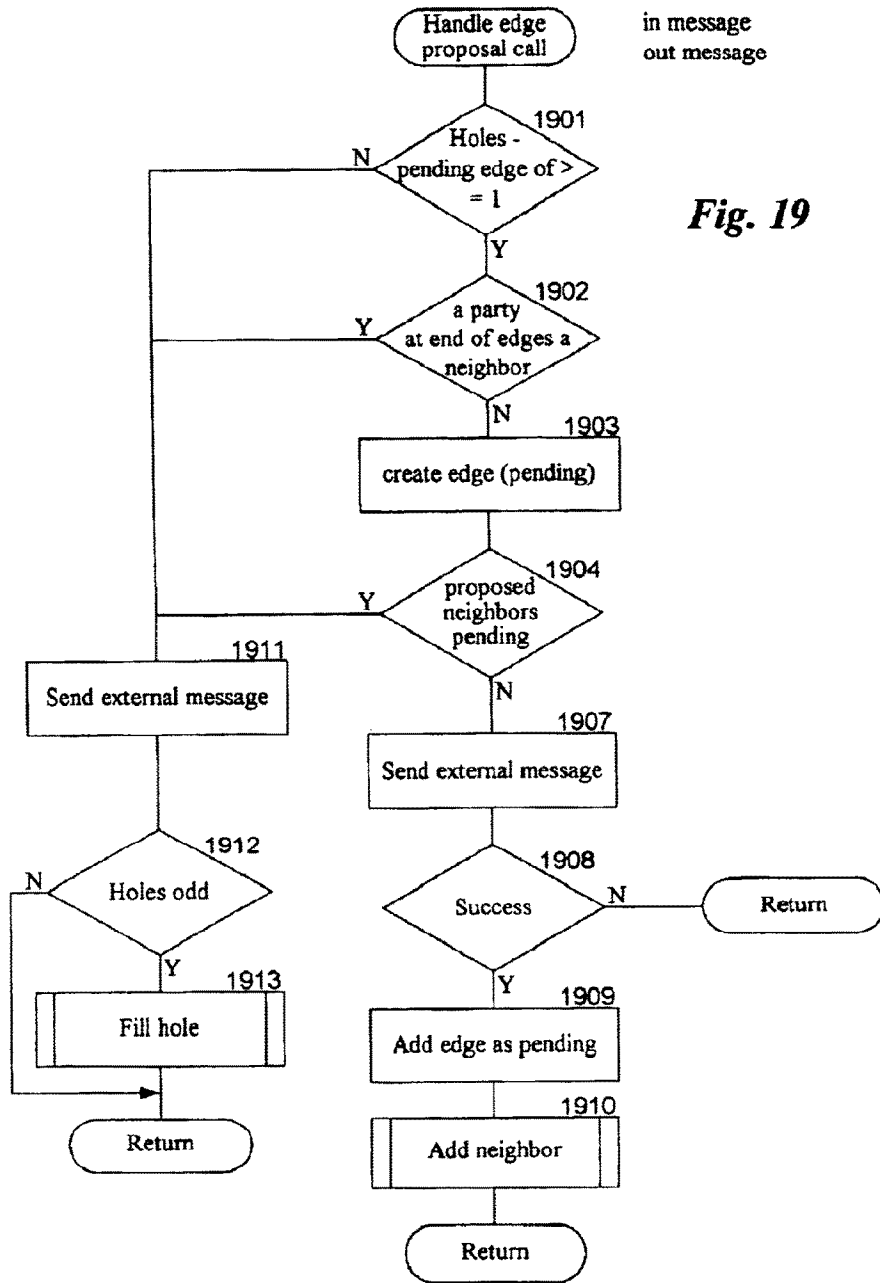 Handle edge
proposal call
in message
out message
1901
Holes -
pending edge of >
= 1
N
Y
Fig. 19
1902
a party
at end of edges a
neighbor
Y
N
1903
create edge (pending)
1904
proposed
neighbors
pending
Y
N
1911
Send external message
1907
Send external message
1912
Holes odd
N
Y
1908
Success
N
Return
Y
1913
Fill hole
1909
Add edge as pending
1910
Add neighbor
Return
Return